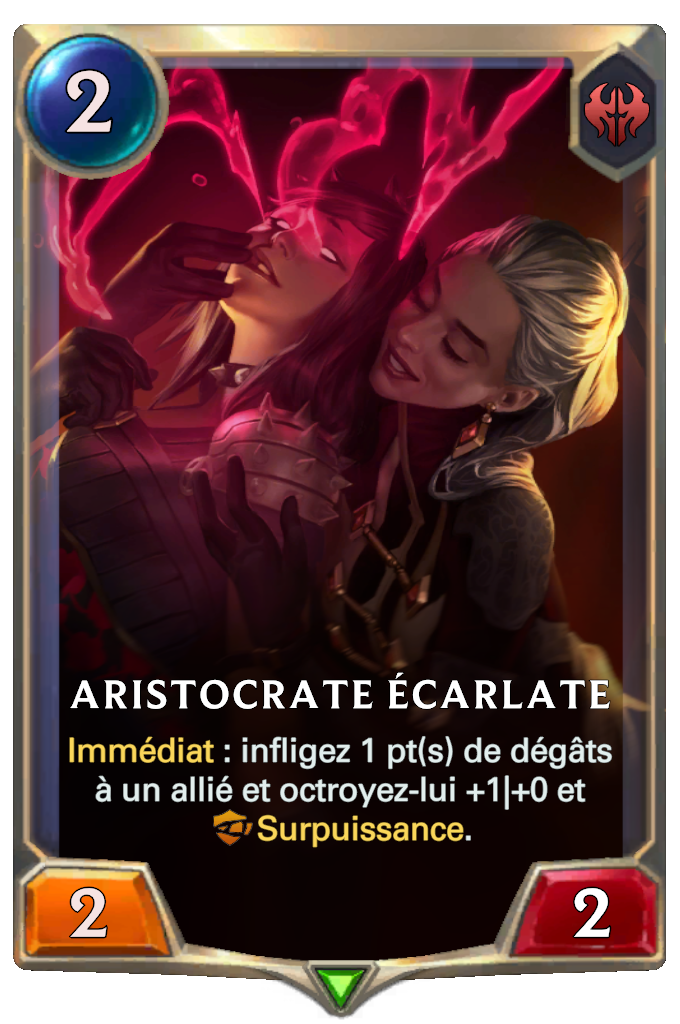 2
ARISTOCRATE ÉCARLATE
Immédiat : infligez 1 pt(s) de dégâts
à un allié et octroyez-lui +1|+0 et
Surpuissance.
2
2